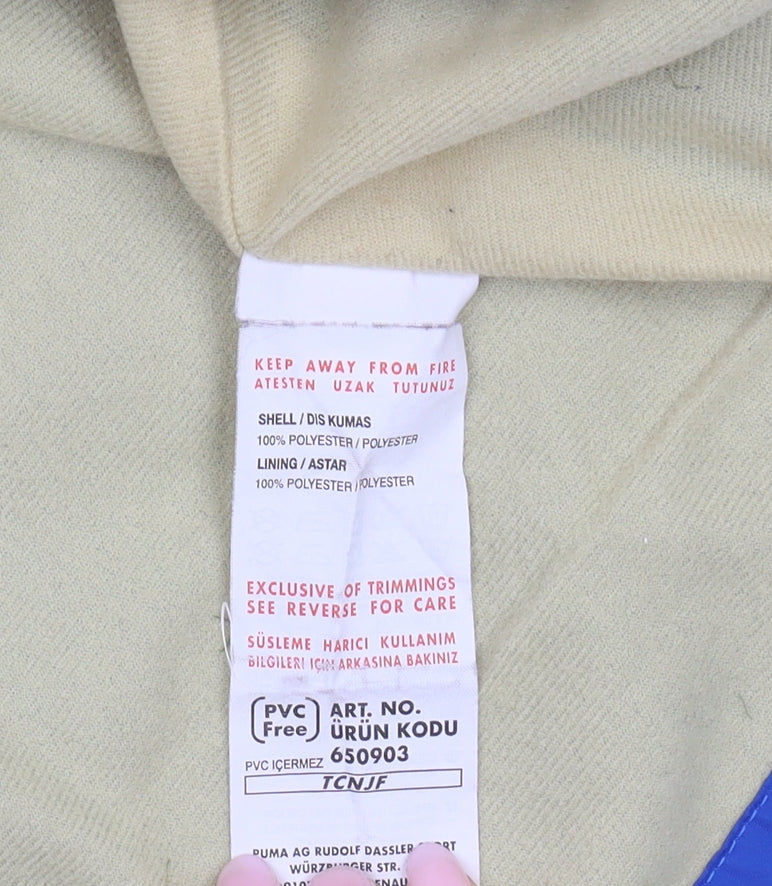 KEEP AWAY FROM FIRE
ATESTEN UZAK TUTUNUZ
SHELL / DIS KUMAS
100% POLYESTER / POLYESTER
LINING / ASTAR
100% POLYESTER / POLYESTER
EXCLUSIVE OF TRIMMINGS
SEE REVERSE FOR CARE
SÜSLEME HARICI KULLANIM
BILGILERI IÇIN ARKASINA BAKINIZ
PVC Free
PVC IÇERMEZ
ART. NO.
ÜRÜN KODU
650903
TCNJF
PUMA AG RUDOLF DASSLER
WÜRZBURGER STR.